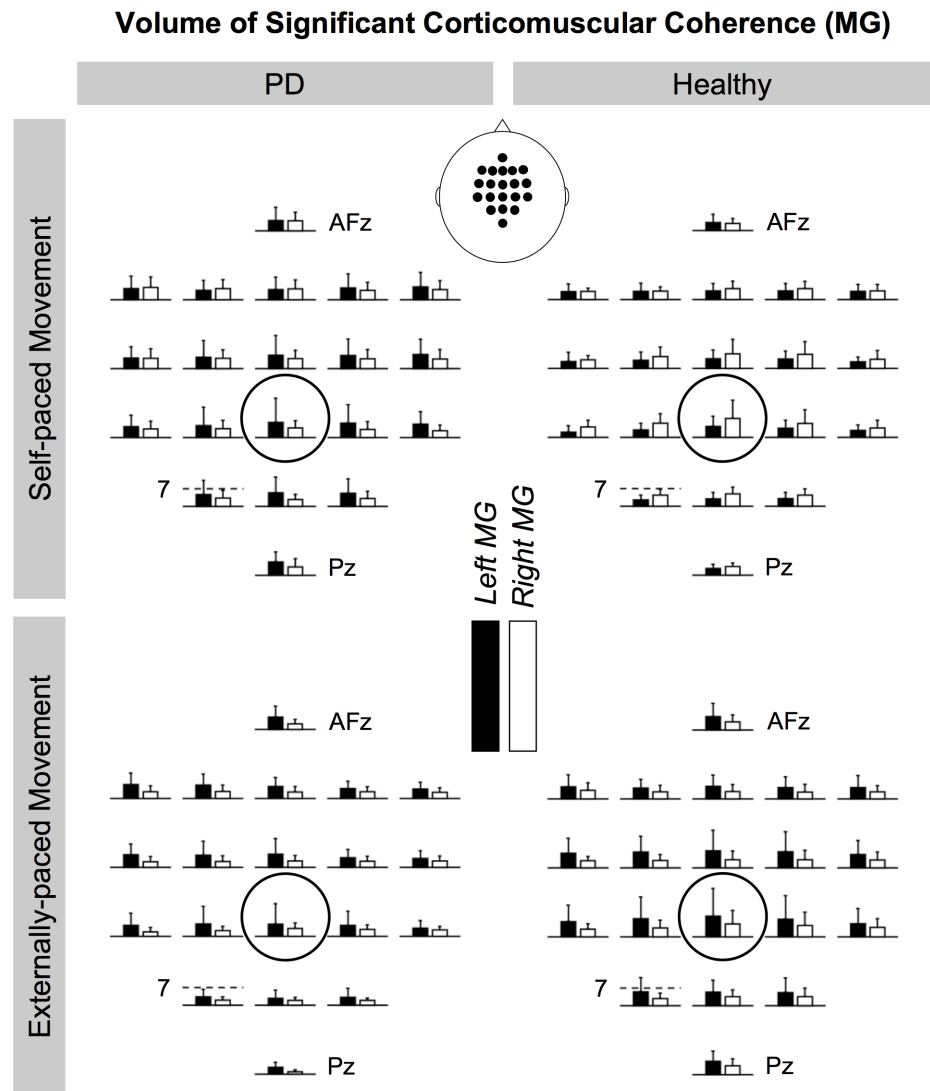 Volume of Significant Corticomuscular Coherence (MG)
PD
Healthy
Self-paced Movement
AFz
AFz
7
7
Pz
Pz
Left MG
Right MG
Externally-paced Movement
AFz
AFz
7
7
Pz
Pz